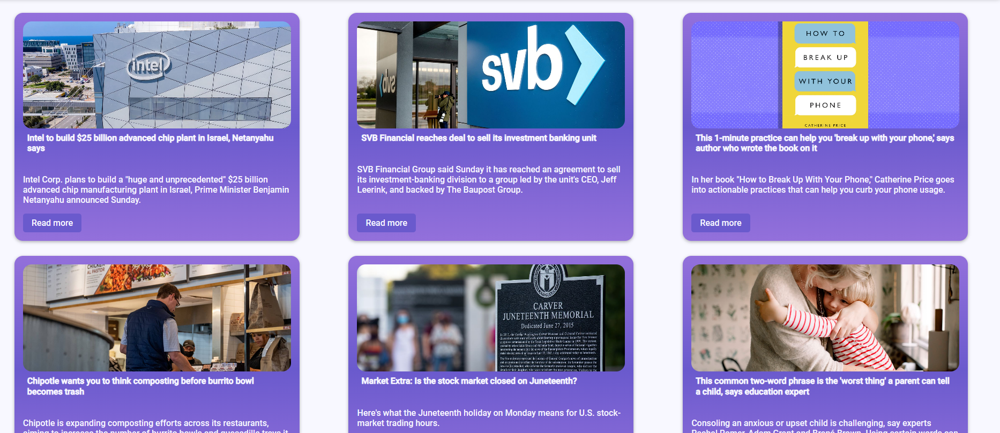 intel
svb
svb
HOW TO
BREAK UP
WITH YOUR
PHONE
CATHERINE PRICE
Intel to build $25 billion advanced chip plant in Israel, Netanyahu
says
SVB Financial reaches deal to sell its investment banking unit
This 1-minute practice can help you 'break up with your phone,' says
author who wrote the book on it
Intel Corp. plans to build a "huge and unprecedented" $25 billion
advanced chip manufacturing plant in Israel, Prime Minister Benjamin
Netanyahu announced Sunday.
SVB Financial Group said Sunday it has reached an agreement to sell
its investment-banking division to a group led by the unit's CEO, Jeff
Leerink, and backed by The Baupost Group.
In her book "How to Break Up With Your Phone," Catherine Price goes
into actionable practices that can help you curb your phone usage.
Read more
Read more
Read more
CHICKEN
AL PASTOR
LANDMARK
CARVER
JUNETEENTH MEMORIAL
Dedicated June 27, 2015
Chipotle wants you to think composting before burrito bowl
becomes trash
Market Extra: Is the stock market closed on Juneteenth?
This common two-word phrase is the 'worst thing' a parent can tell
a child, says education expert
Chipotle is expanding composting efforts across its restaurants,
aiming to increase the number of burrito bowls and quesadilla trays it
Here's what the Juneteenth holiday on Monday means for U.S. stock-
market trading hours.
Consoling an anxious or upset child is challenging, say experts
Adam Grant and Brené Brown. Using certain words can